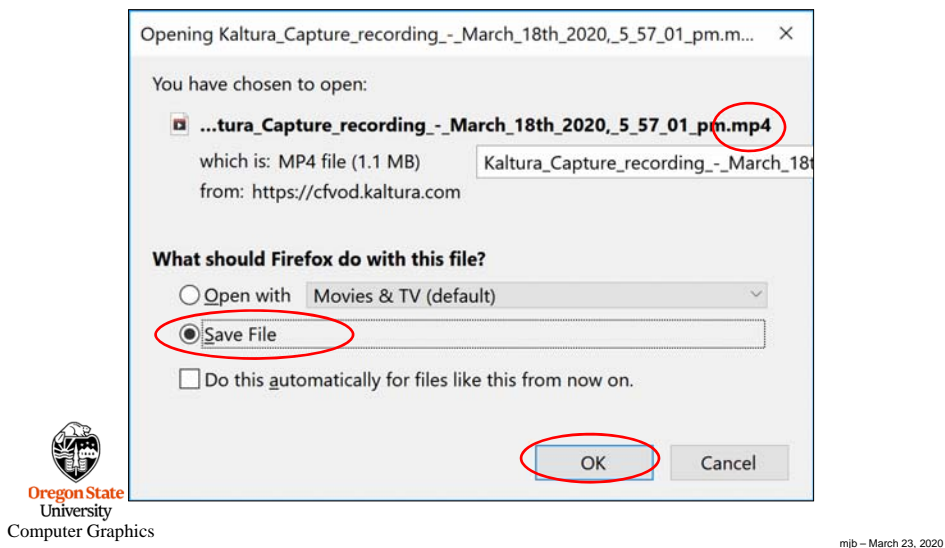 Opening Kaltura_Capture_recording_-_March_18th_2020,_5_57_01_pm.m... ×
You have chosen to open:
...tura_Capture_recording_-_March_18th_2020,_5_57_01_pm.mp4
which is: MP4 file (1.1 MB)
Kaltura_Capture_recording_-_March_18t
from: https://cfvod.kaltura.com
What should Firefox do with this file?
Open with Movies & TV (default)
Save File
Do this automatically for files like this from now on.
OK Cancel
Oregon State
University
Computer Graphics
mjb – March 23, 2020